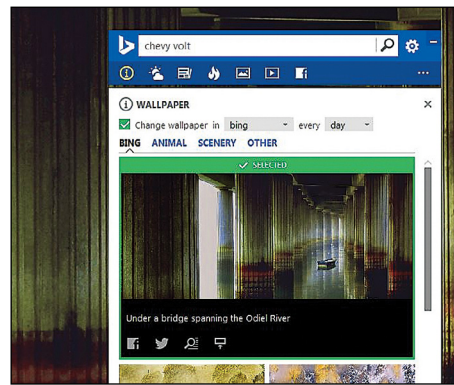 chevy volt
WALLPAPER
Change wallpaper in bing every day
BING ANIMAL SCENERY OTHER
SELECTED
Under a bridge spanning the Odiel River